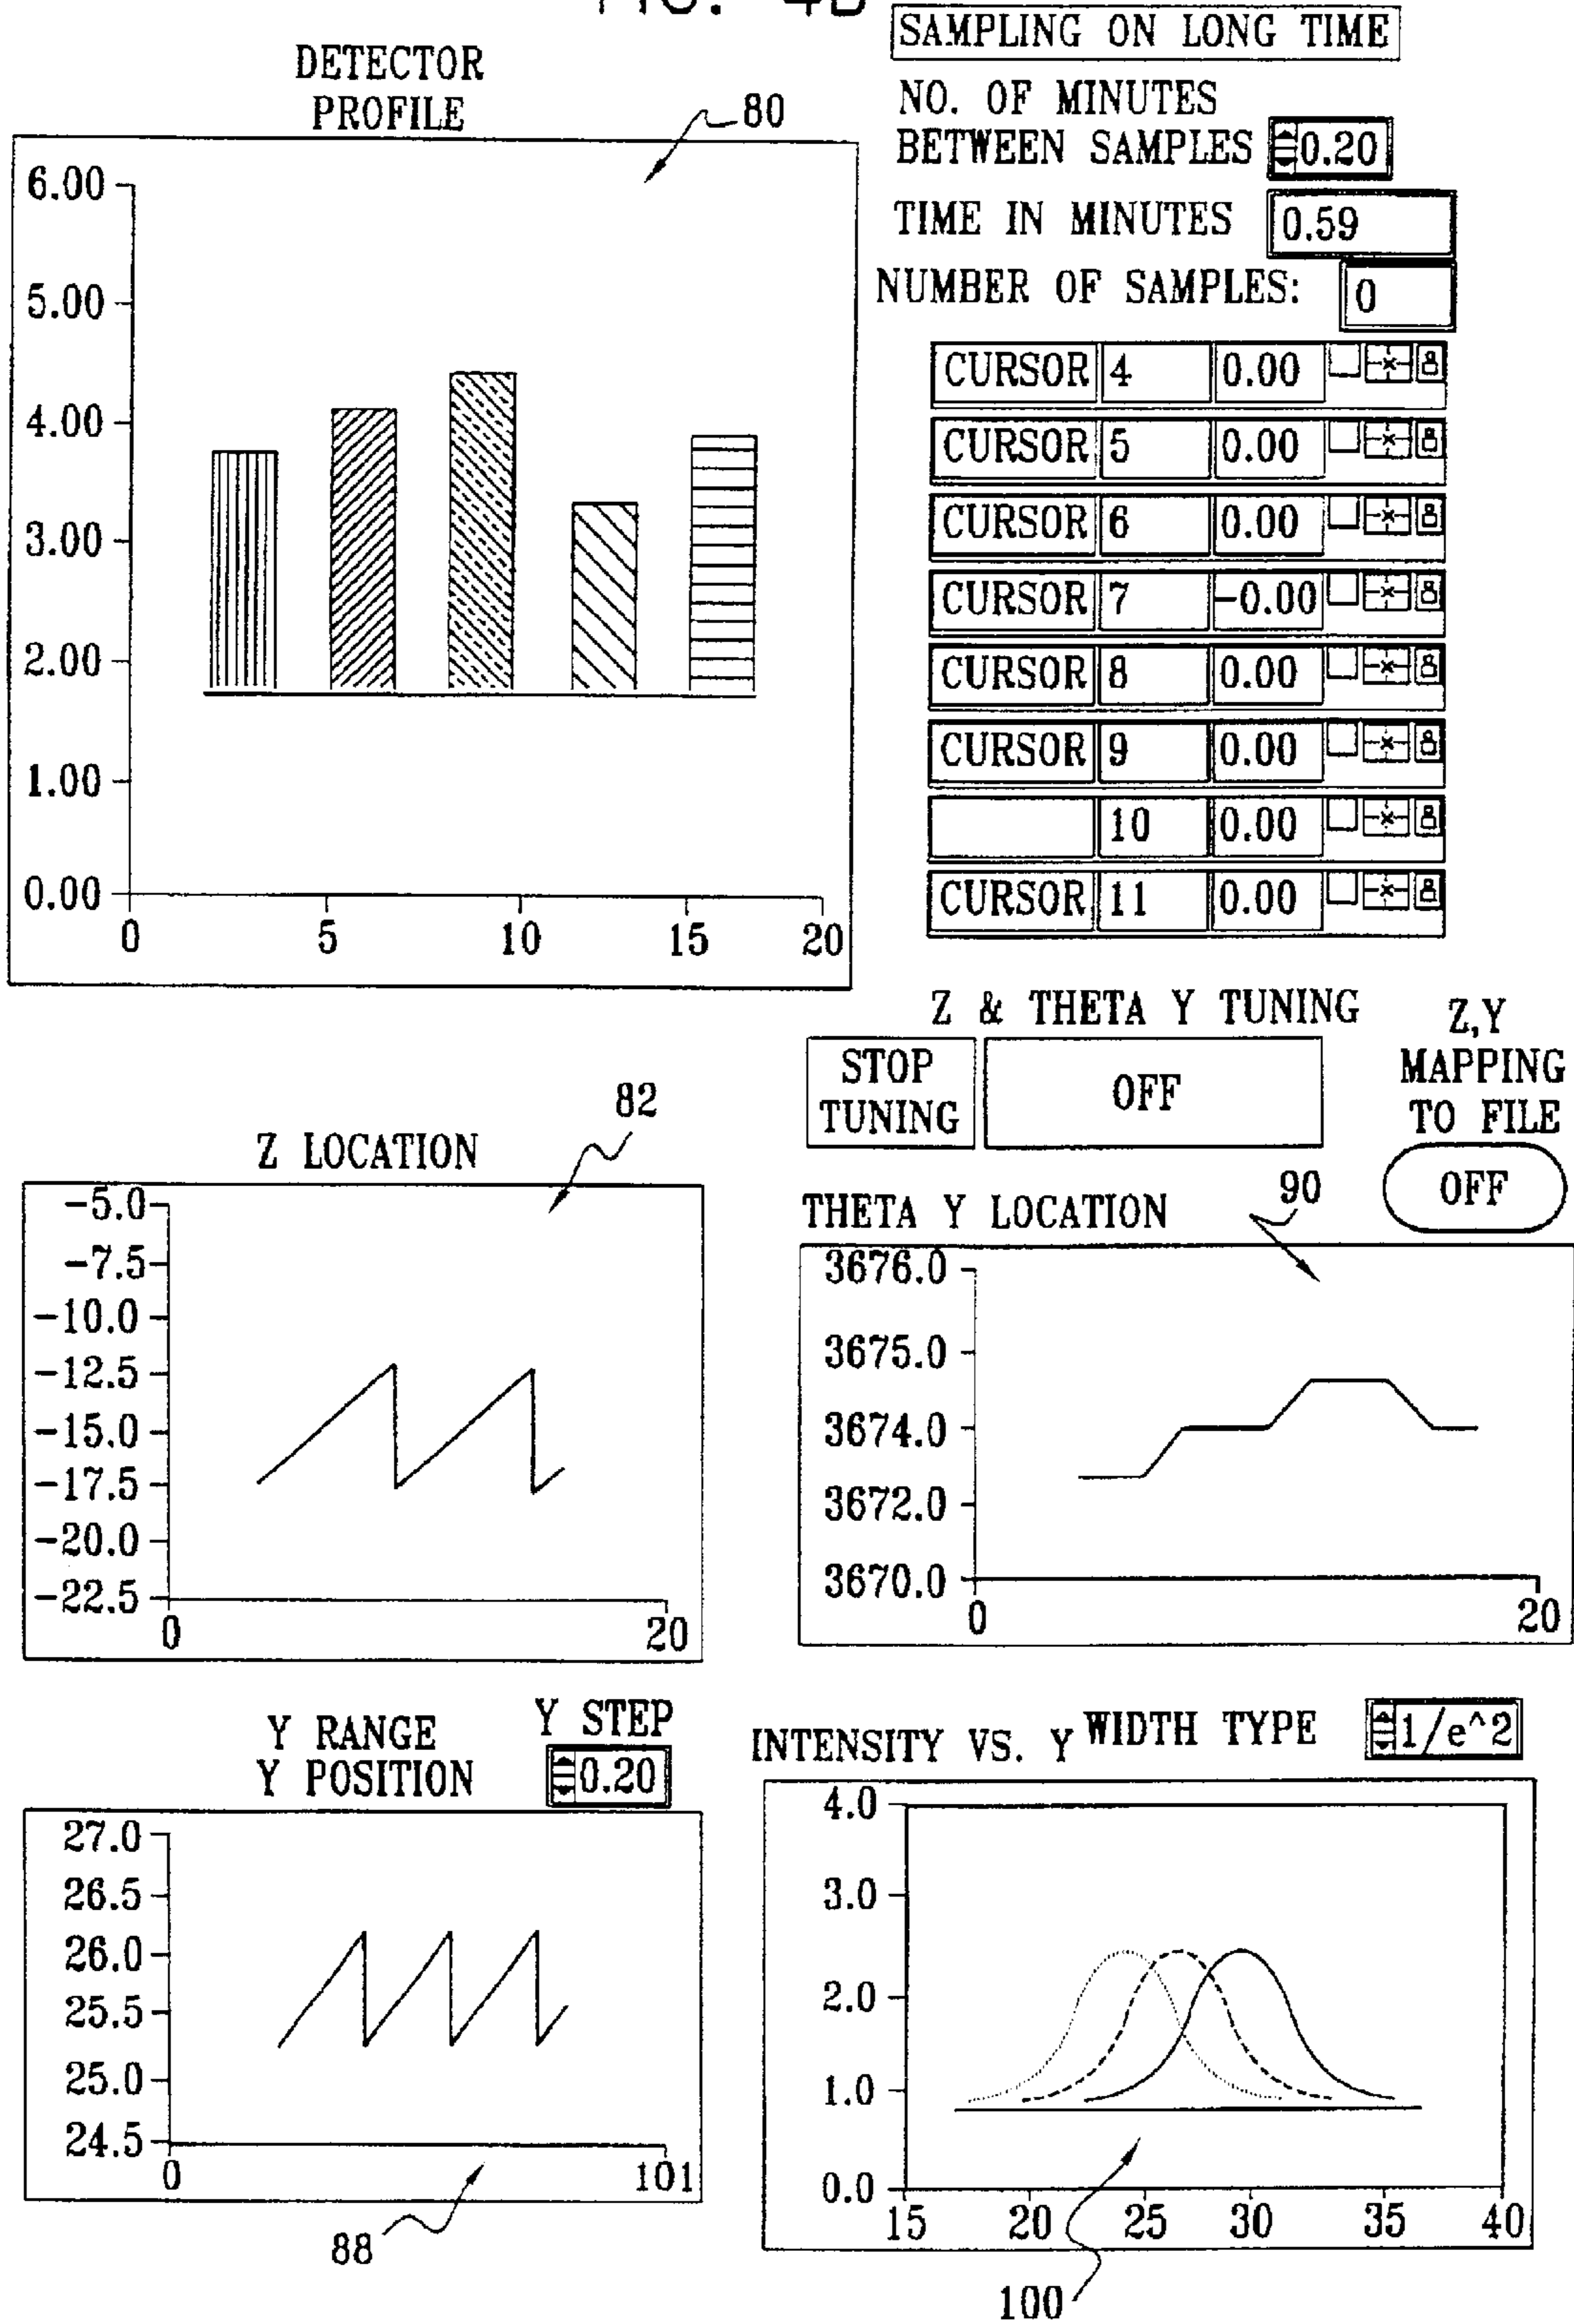 FIG. 4B
SAMPLING ON LONG TIME
DETECTOR
PROFILE
80
NO. OF MINUTES
BETWEEN SAMPLES 0.20
TIME IN MINUTES 0.59
NUMBER OF SAMPLES: 0
6.00
5.00
4.00
3.00
2.00
1.00
0.00
0 5 10 15 20
CURSOR 4 0.00
CURSOR 5 0.00
CURSOR 6 0.00
CURSOR 7 -0.00
CURSOR 8 0.00
CURSOR 9 0.00
10 0.00
CURSOR 11 0.00
Z & THETA Y TUNING
STOP
TUNING
OFF
Z,Y
MAPPING
TO FILE
OFF
82
Z LOCATION
-5.0
-7.5
-10.0
-12.5
-15.0
-17.5
-20.0
-22.5
0 20
THETA Y LOCATION
90
3676.0
3675.0
3674.0
3672.0
3670.0
0 20
Y RANGE
Y POSITION
Y STEP
0.20
27.0
26.5
26.0
25.5
25.0
24.5
0 101
88
INTENSITY VS. Y
WIDTH TYPE 1/e^2
4.0
3.0
2.0
1.0
0.0
15 20 25 30 35 40
100